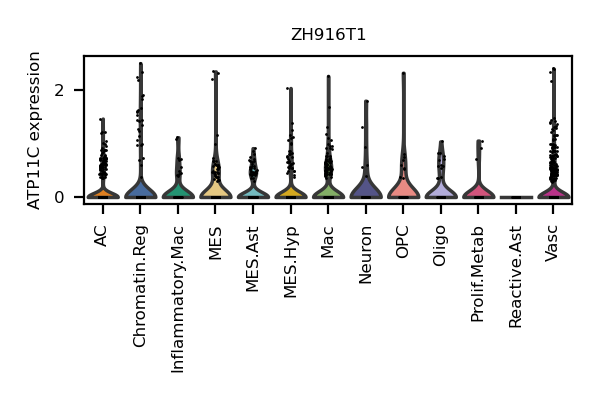 ZH916T1
ATP11C expression
2
0
AC
Chromatin.Reg
Inflammatory.Mac
MES
MES.Ast
MES.Hyp
Mac
Neuron
OPC
Oligo
Prolif.Metab
Reactive.Ast
Vasc